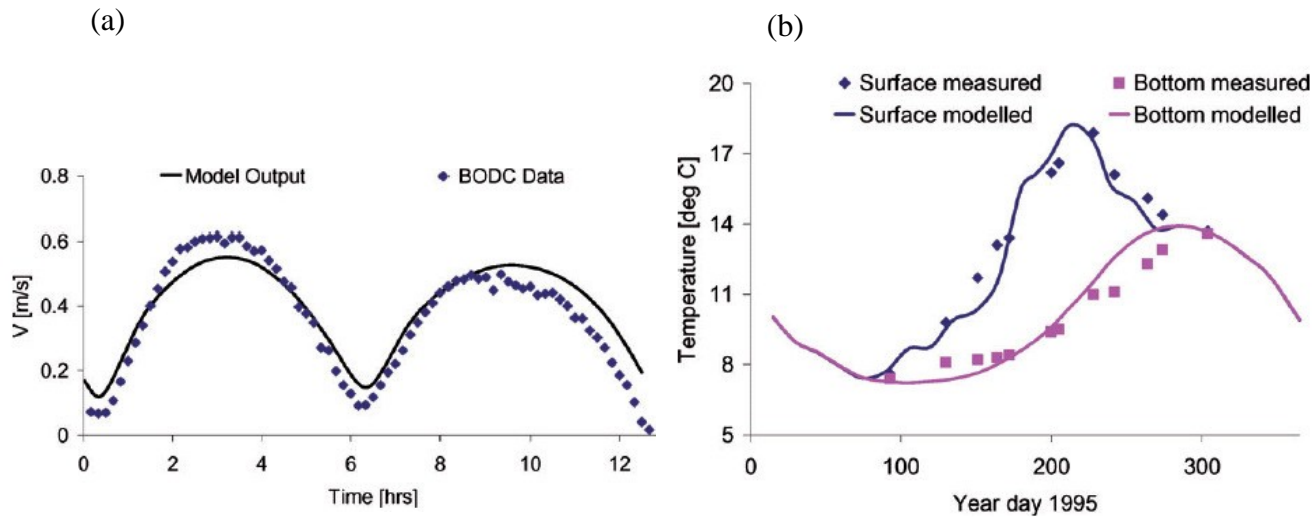 (a)
Model Output
BODC Data
V [m/s]
0.8
0.6
0.4
0.2
0
0
2
4
6
8
10
12
Time [hrs]
(b)
Surface measured
Bottom measured
Surface modelled
Bottom modelled
Temperature [deg C]
20
17
14
11
8
5
0
100
200
300
Year day 1995